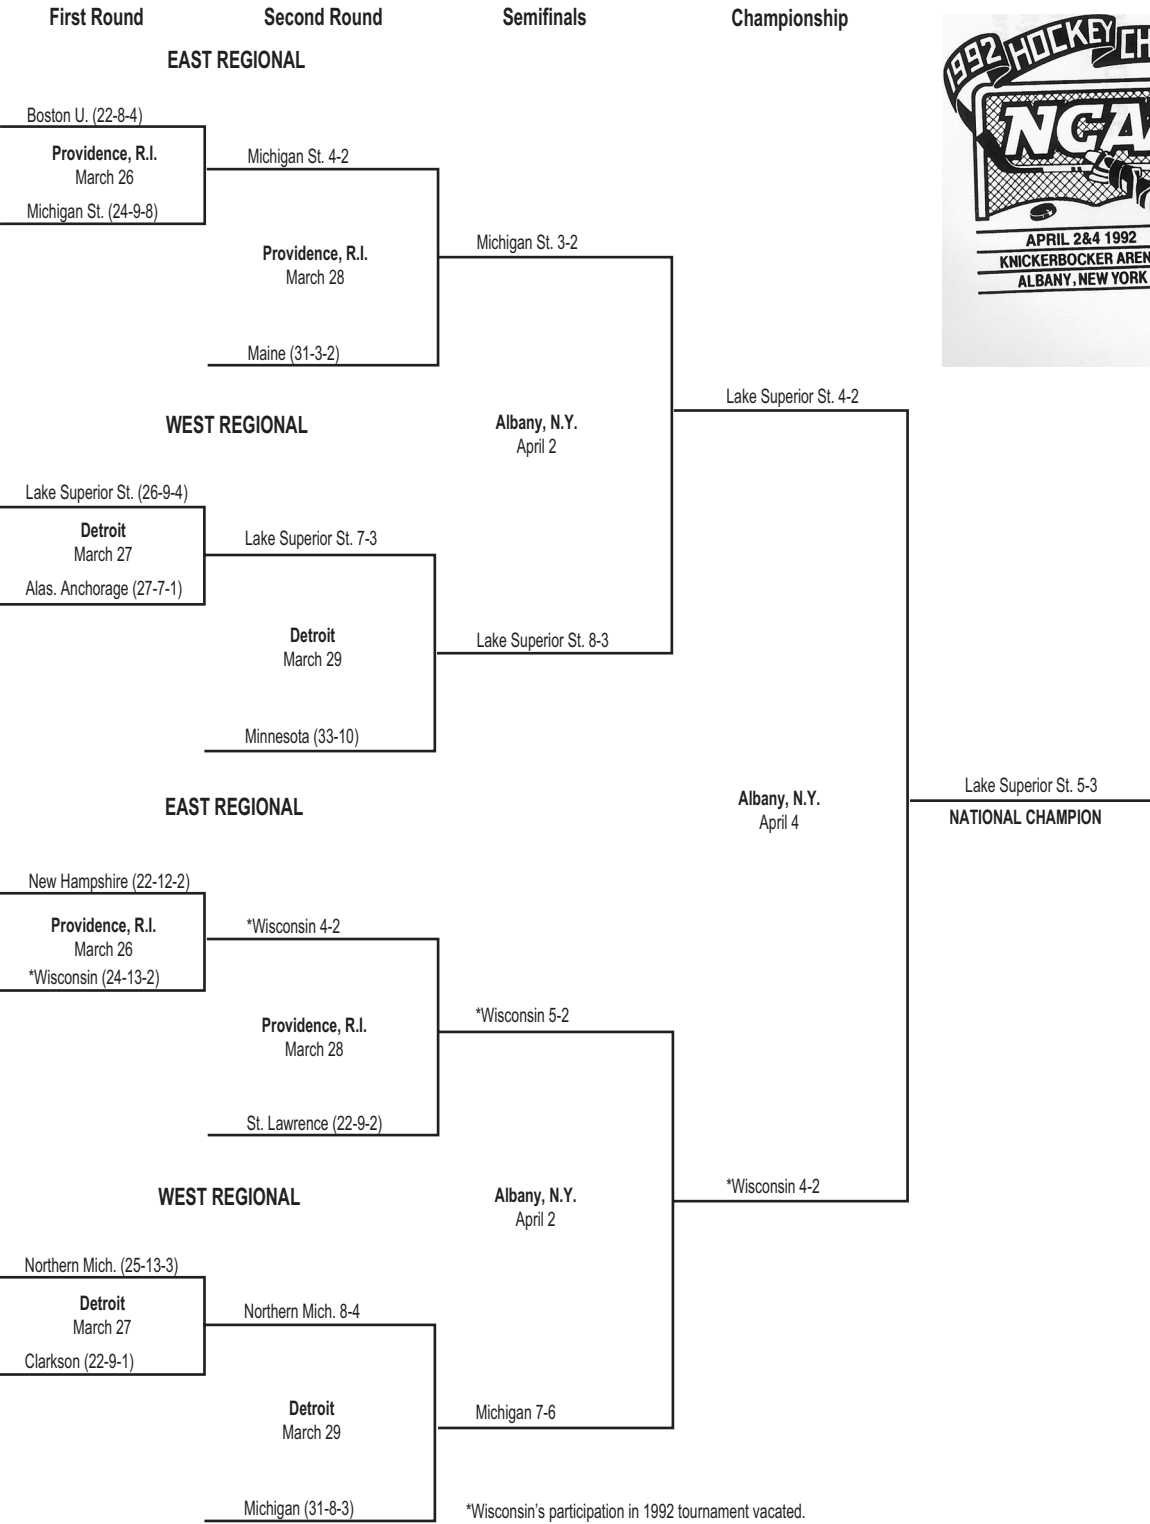 First Round Second Round Semifinals Championship
EAST REGIONAL
Boston U. (22-8-4)
Providence, R.I.
March 26
Michigan St. (24-9-8)
Michigan St. 4-2
Providence, R.I.
March 28
Maine (31-3-2)
Michigan St. 3-2
WEST REGIONAL
Lake Superior St. (26-9-4)
Detroit
March 27
Alas. Anchorage (27-7-1)
Lake Superior St. 7-3
Detroit
March 29
Minnesota (33-10)
Lake Superior St. 8-3
Albany, N.Y.
April 2
Lake Superior St. 4-2
EAST REGIONAL
New Hampshire (22-12-2)
Providence, R.I.
March 26
*Wisconsin (24-13-2)
*Wisconsin 4-2
Providence, R.I.
March 28
St. Lawrence (22-9-2)
*Wisconsin 5-2
WEST REGIONAL
Northern Mich. (25-13-3)
Detroit
March 27
Clarkson (22-9-1)
Northern Mich. 8-4
Detroit
March 29
Michigan (31-8-3)
Michigan 7-6
Albany, N.Y.
April 2
*Wisconsin 4-2
Albany, N.Y.
April 4
Lake Superior St. 5-3
NATIONAL CHAMPION
*Wisconsin's participation in 1992 tournament vacated.
1992 HOCKEY CH
NCA
APRIL 2&4 1992
KNICKERBOCKER AREN
ALBANY, NEW YORK